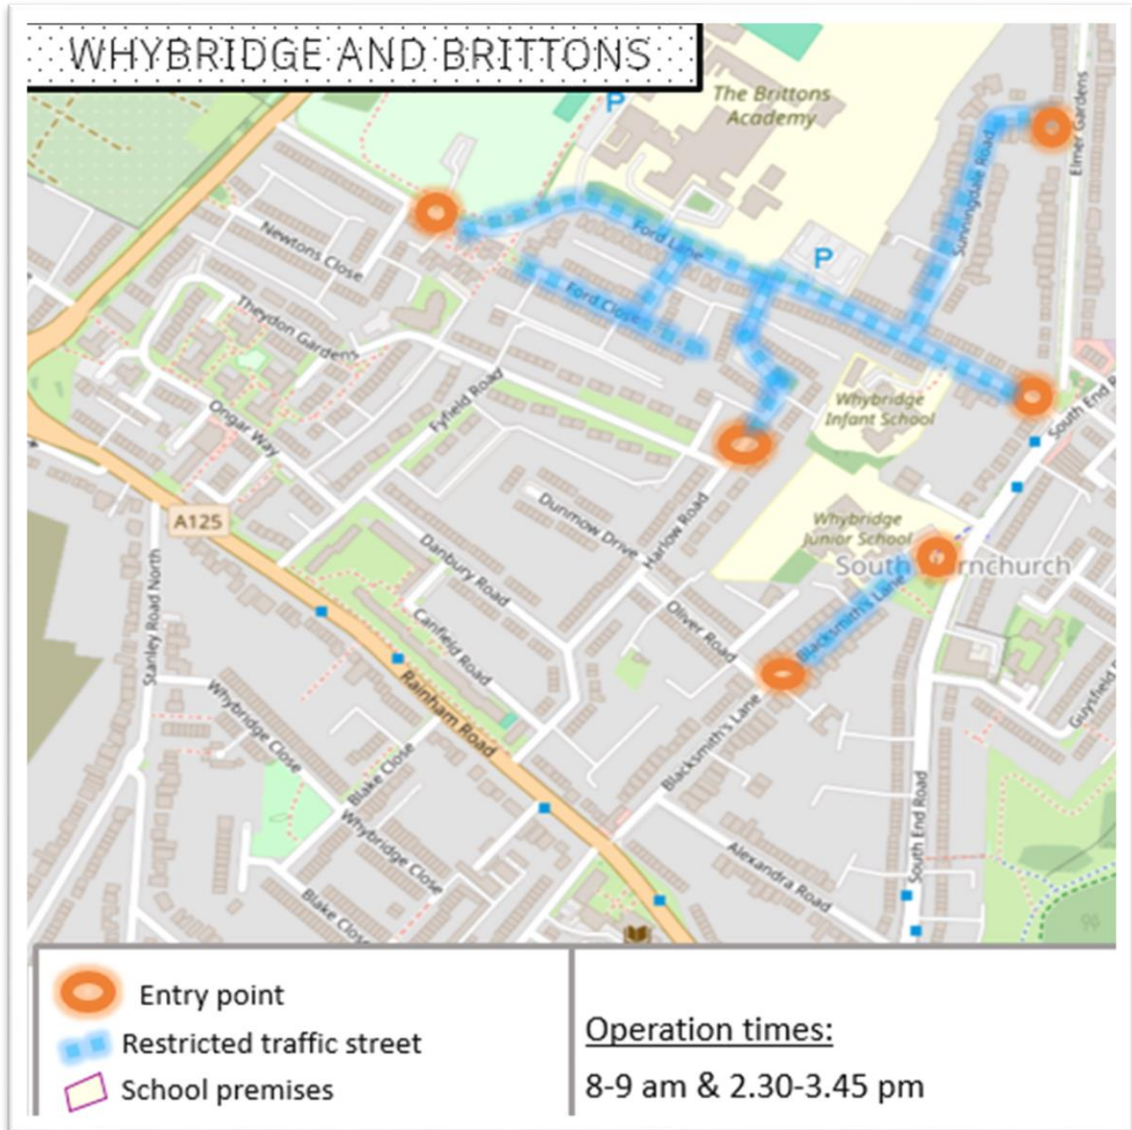 WHYBRIDGE AND BRITTONS
P
The Brittons
Academy
Elmer Gardens
Sunningdale Road
Newtons Close
Ford Lane
P
Ford Close
Theydon Gardens
Whybridge
Infant School
South End R
Fyfield Road
Ongar Way
A125
Dunmow Drive
Harlow Road
Whybridge
Junior School
South
rnchurch
Danbury Road
Blacksmith's Lane
Stanley Road North
Canfield Road
Oliver Road
Guysfield
Rainham Road
Whybridge Close
Blacksmith's Lane
Blake Close
South End Road
Whybridge Close
Alexandra Road
Blake Clos
Entry point
Restricted traffic street
School premises
Operation times:
8-9 am & 2.30-3.45 pm